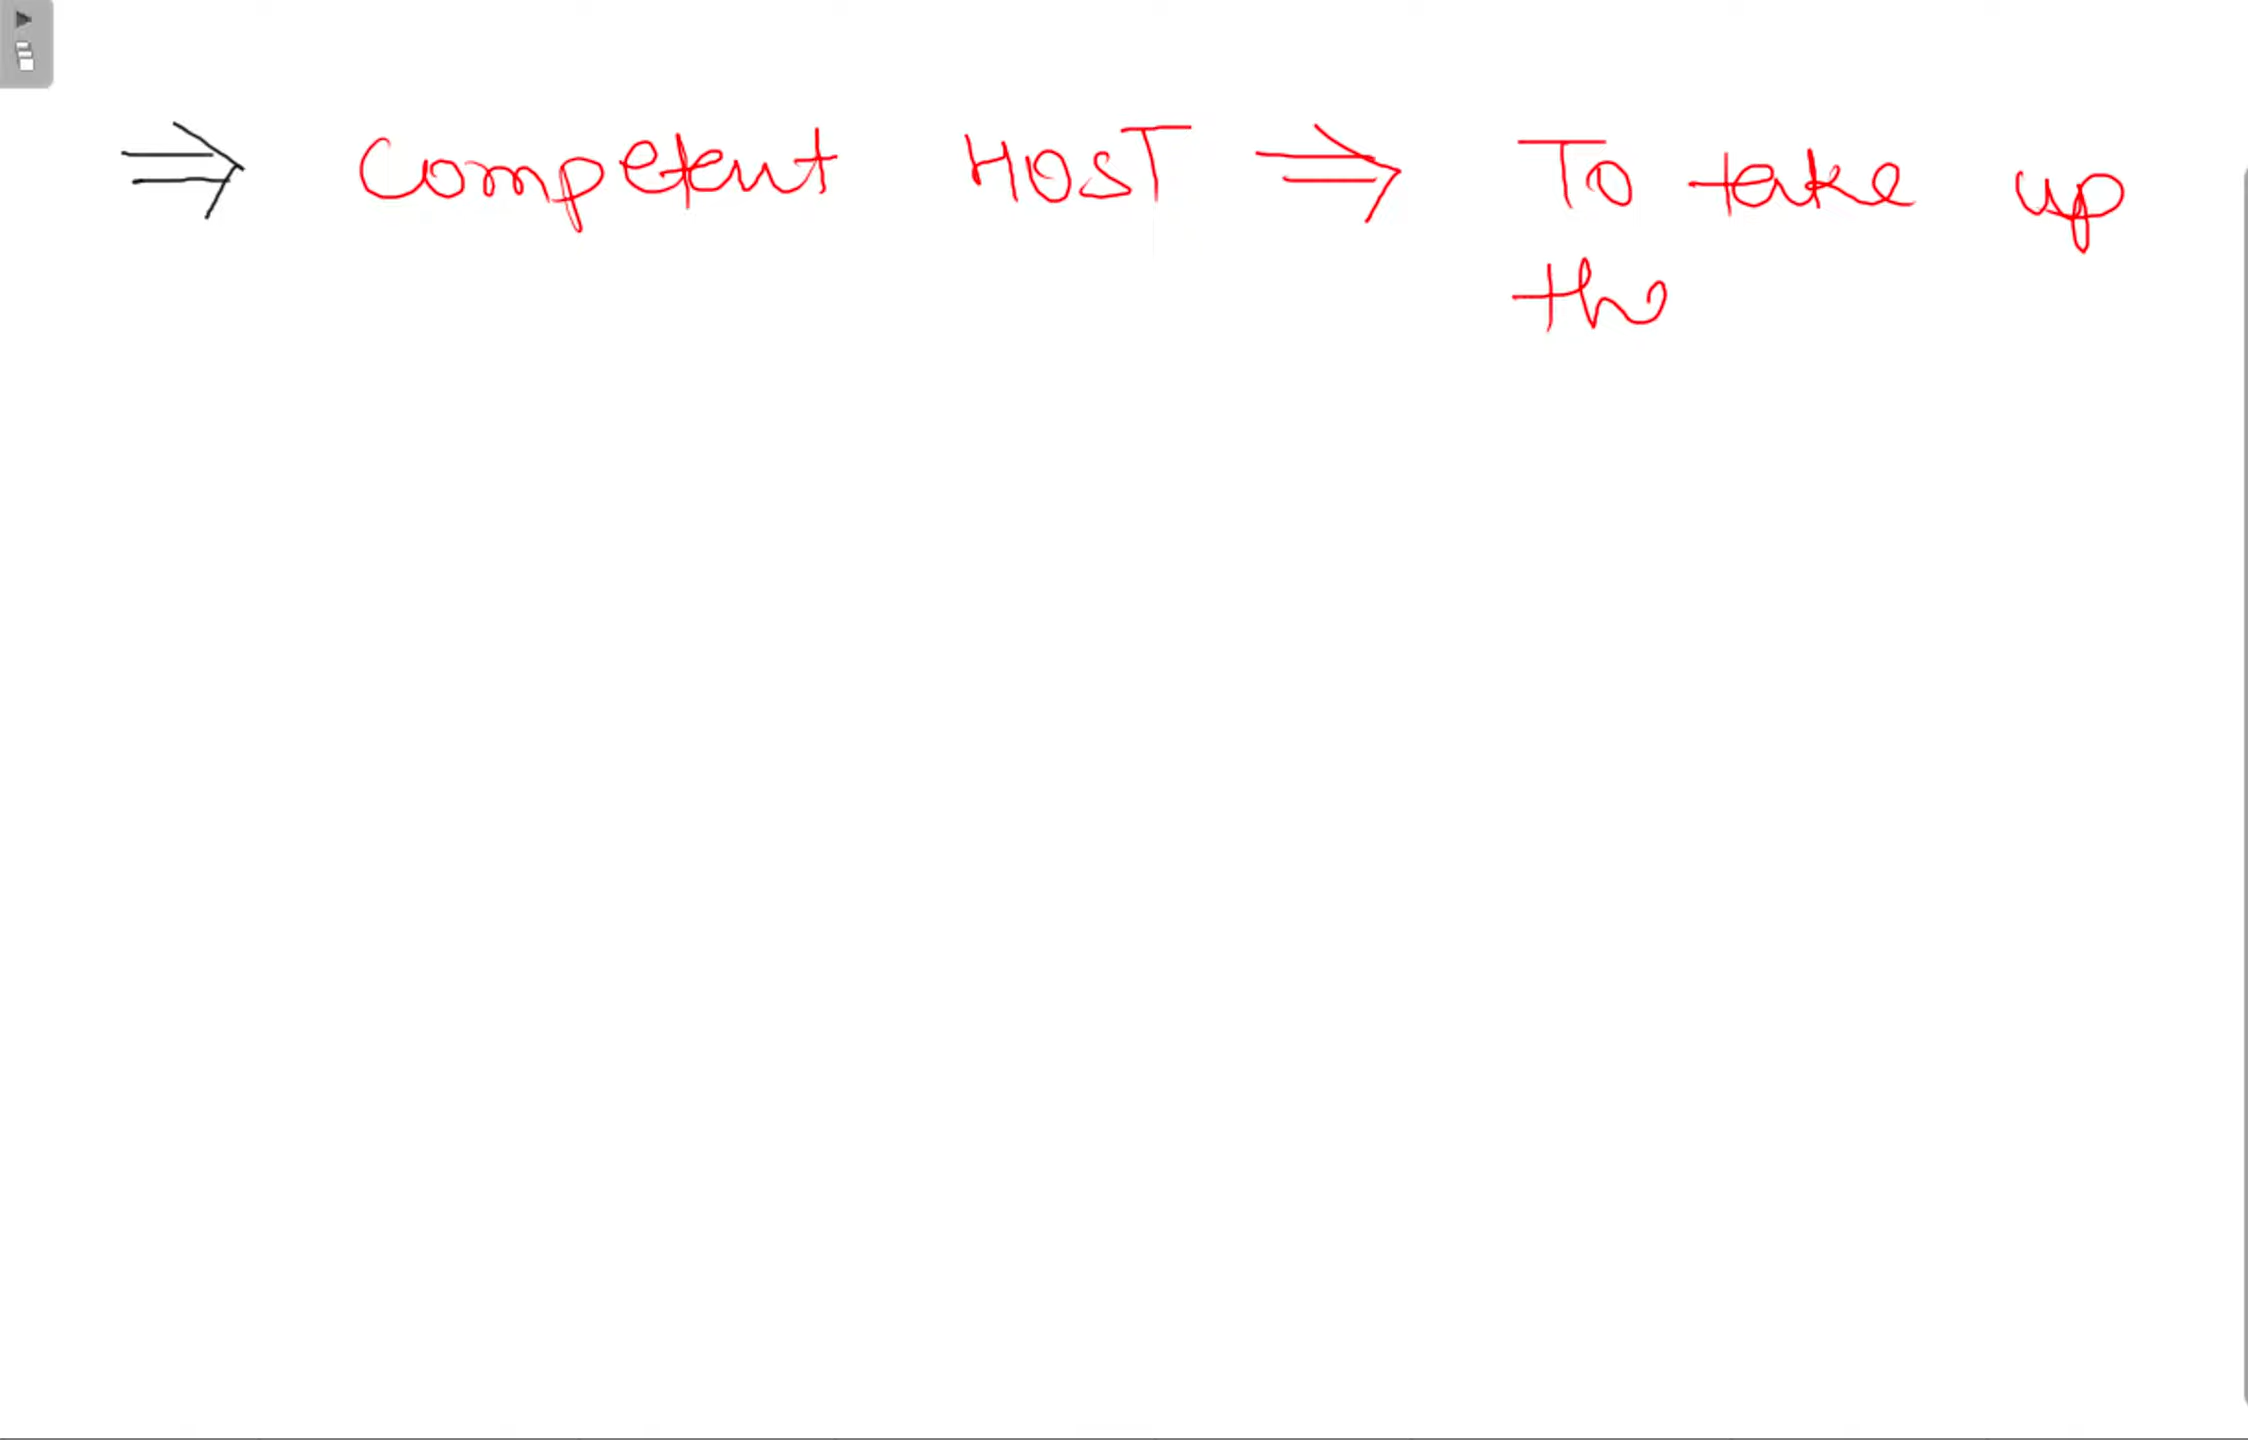 ⇒ Competent HOST ⇒ To take up
the